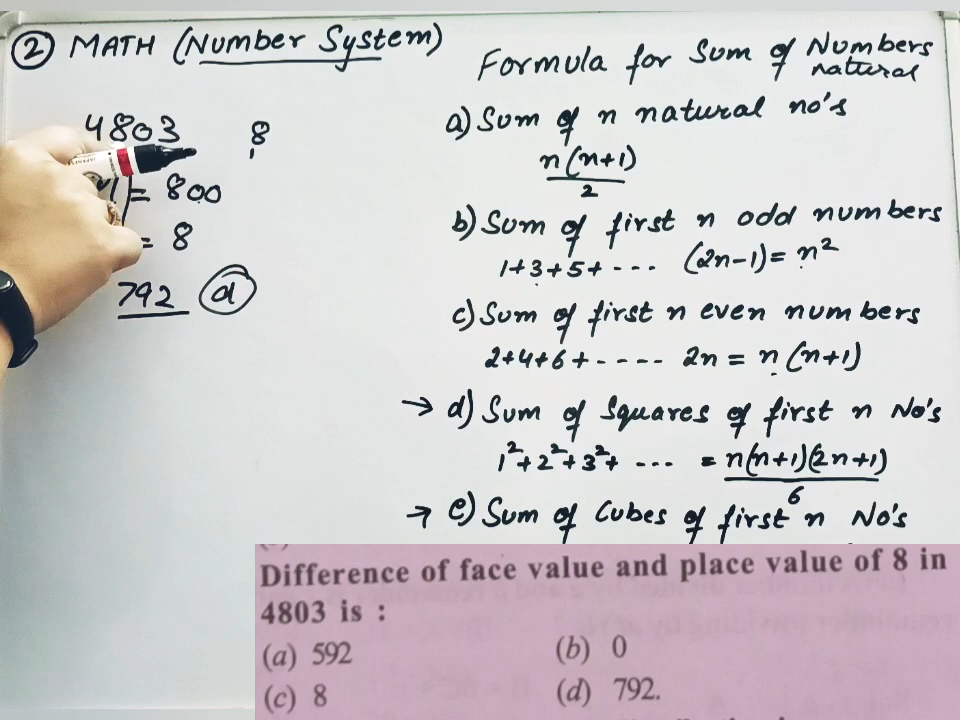 ② MATH (Number System)
4803 8
= 800
= 8
792 (d)
Formula for Sum of Numbers
natural
a) Sum of n natural no's
n(n+1)
2
b) Sum of first n odd numbers
1+3+5+ --- (2n-1)= n²
c) Sum of first n even numbers
2+4+6+ ---- 2n = n(n+1)
→ d) Sum of Squares of first n No's
1²+2²+3²+ --- = n(n+1)(2n+1)
6
→ e) Sum of Cubes of first n No's
Difference of face value and place value of 8 in
4803 is :
(a) 592 (b) 0
(c) 8 (d) 792.